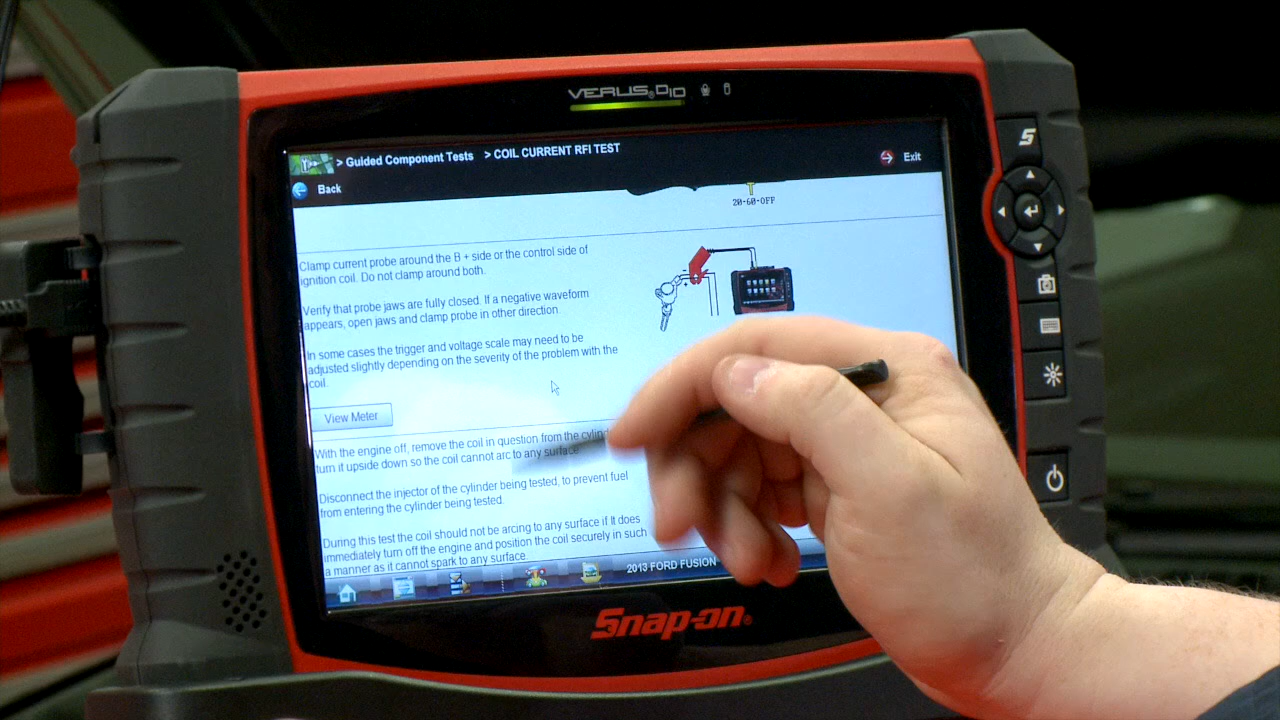 VERUS® D10
> Guided Component Tests > COIL CURRENT RFI TEST
Exit
Back
20-60-OFF
Clamp current probe around the B + side or the control side of
ignition coil. Do not clamp around both.
Verify that probe jaws are fully closed. If a negative waveform
appears, open jaws and clamp probe in other direction.
In some cases the trigger and voltage scale may need to be
adjusted slightly depending on the severity of the problem with the
coil.
View Meter
With the engine off, remove the coil in question from the
turn it upside down so the coil cannot arc to any surface
Disconnect the injector of the cylinder being tested, to prevent fuel
from entering the cylinder being tested.
During this test the coil should not be arcing to any surface if It does
immediately turn off the engine and position the coil securely in such
a manner as it cannot spark to any surface.
2013 FORD FUSION
Snap-on®
S